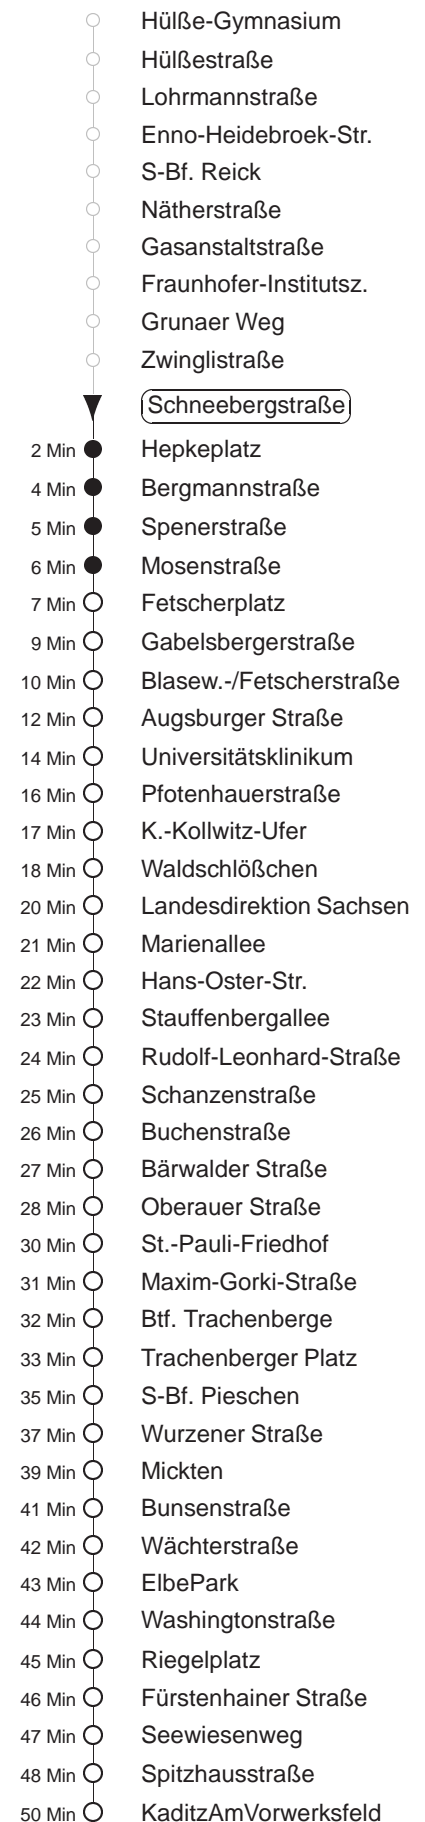 Hülße-Gymnasium
Hülßestraße
Lohrmannstraße
Enno-Heidebroek-Str.
S-Bf. Reick
Nätherstraße
Gasanstaltstraße
Fraunhofer-Institutsz.
Grunaer Weg
Zwinglistraße
Schneebergstraße
2 Min Hepkeplatz
4 Min Bergmannstraße
5 Min Spenerstraße
6 Min Mosenstraße
7 Min Fetscherplatz
9 Min Gabelsbergerstraße
10 Min Blasew.-/Fetscherstraße
12 Min Augsburger Straße
14 Min Universitätsklinikum
16 Min Pfotenhauerstraße
17 Min K.-Kollwitz-Ufer
18 Min Waldschlößchen
20 Min Landesdirektion Sachsen
21 Min Marienallee
22 Min Hans-Oster-Str.
23 Min Stauffenbergallee
24 Min Rudolf-Leonhard-Straße
25 Min Schanzenstraße
26 Min Buchenstraße
27 Min Bärwalder Straße
28 Min Oberauer Straße
30 Min St.-Pauli-Friedhof
31 Min Maxim-Gorki-Straße
32 Min Btf. Trachenberge
33 Min Trachenberger Platz
35 Min S-Bf. Pieschen
37 Min Wurzener Straße
39 Min Mickten
41 Min Bunsenstraße
42 Min Wächterstraße
43 Min ElbePark
44 Min Washingtonstraße
45 Min Riegelplatz
46 Min Fürstenhainer Straße
47 Min Seewiesenweg
48 Min Spitzhausstraße
50 Min KaditzAmVorwerksfeld